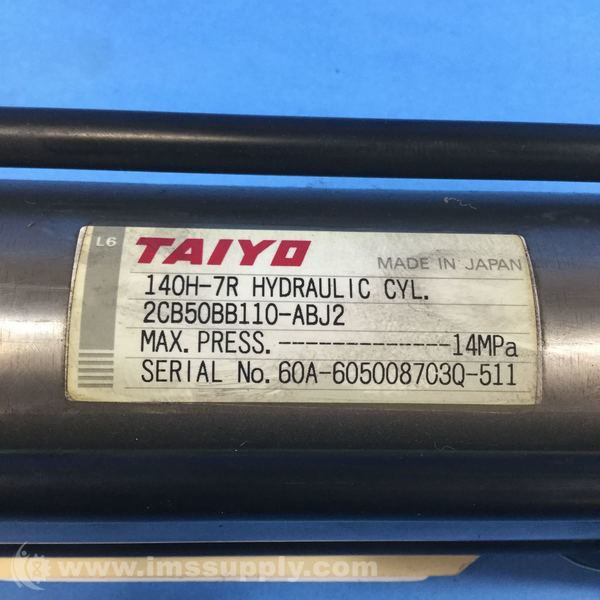 L6 TAIYO MADE IN JAPAN
140H-7R HYDRAULIC CYL.
2CB50BB110-ABJ2
MAX. PRESS. --------------14MPa
SERIAL No. 60A-605008703Q-511
www.imssupply.com